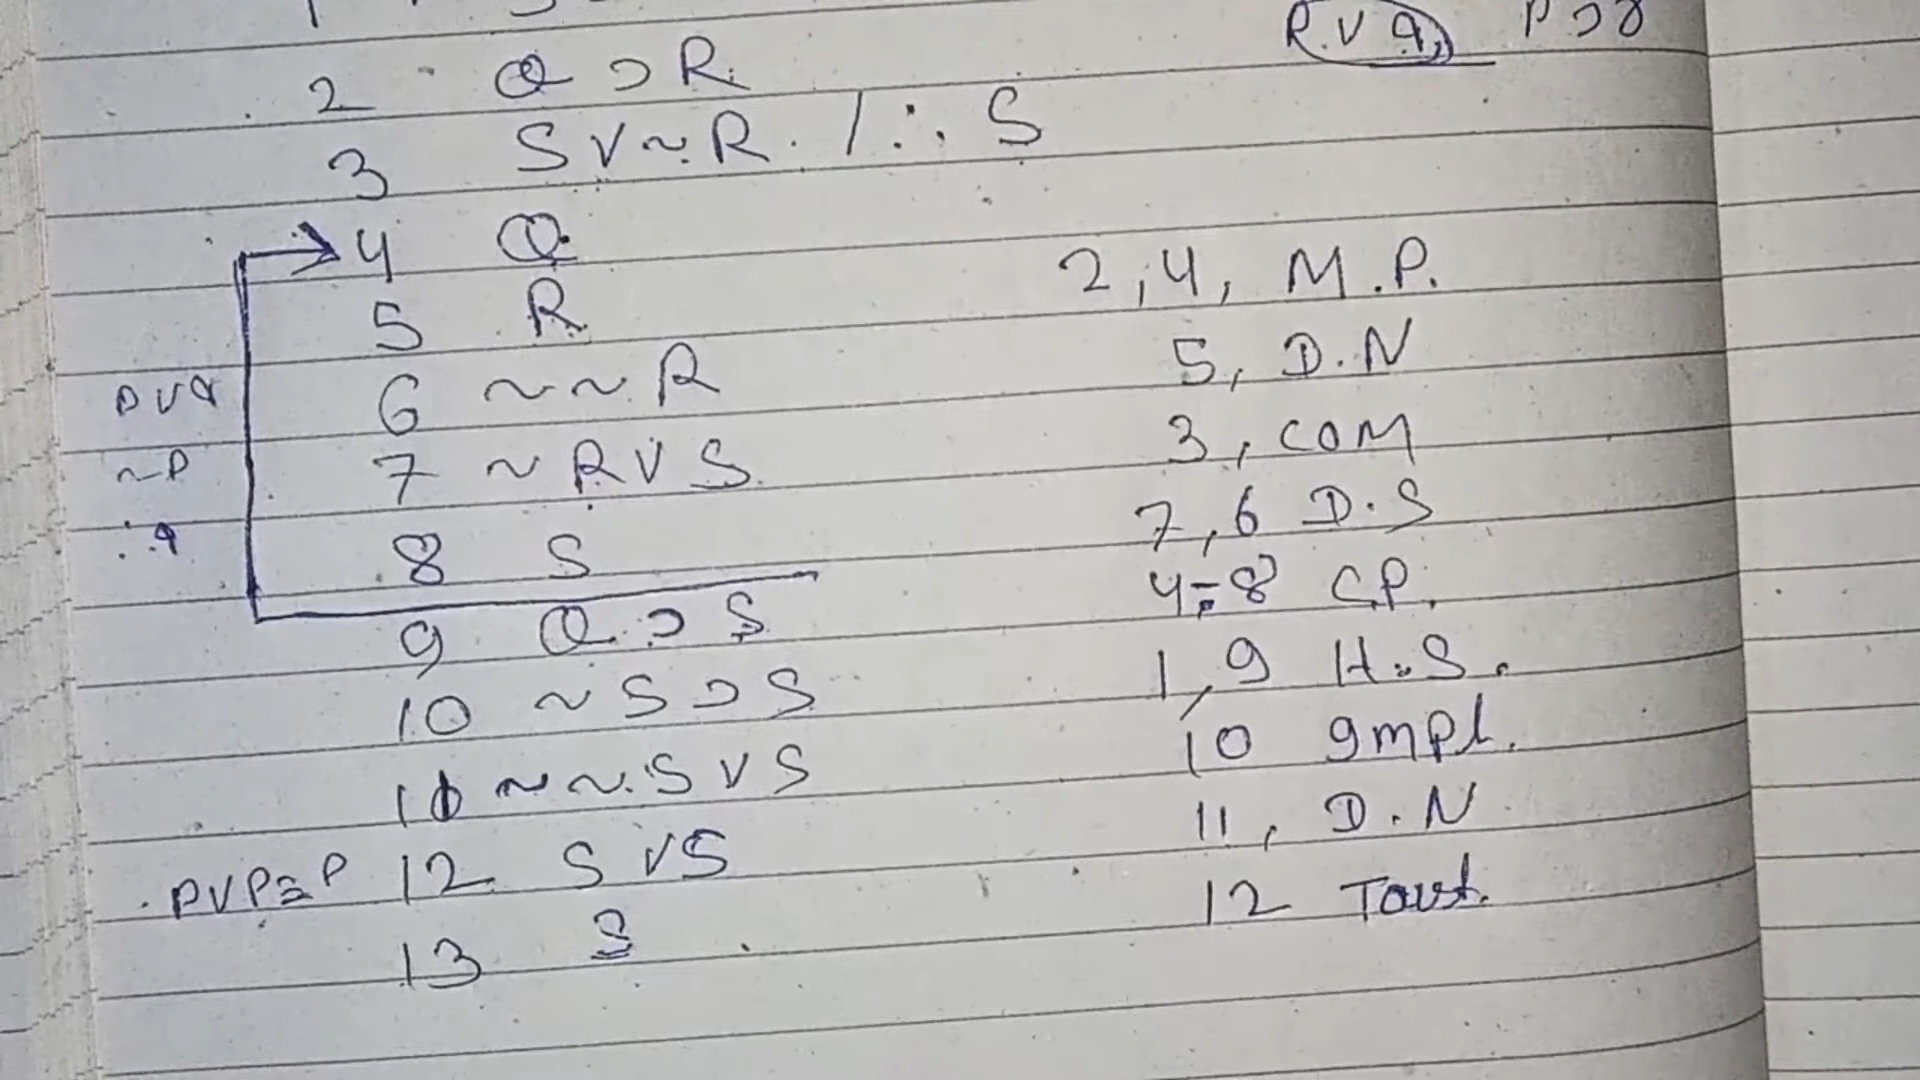 R.V q, P ⊃ q
2 Q ⊃ R
3 S V ~ R. / ∴ S
4 Q
5 R 2, 4, M.P.
6 ~ ~ R 5, D.N
7 ~ R V S 3, COM
8 S 7, 6 D.S
9 Q ⊃ S 4-8 C.P.
10 ~ S ⊃ S 1, 9 H.S.
11 ~ ~ S V S 10 Impl.
12 S V S 11, D.N
13 S 12 Taut.
P V q
~ P
∴ q
P V P ≡ P